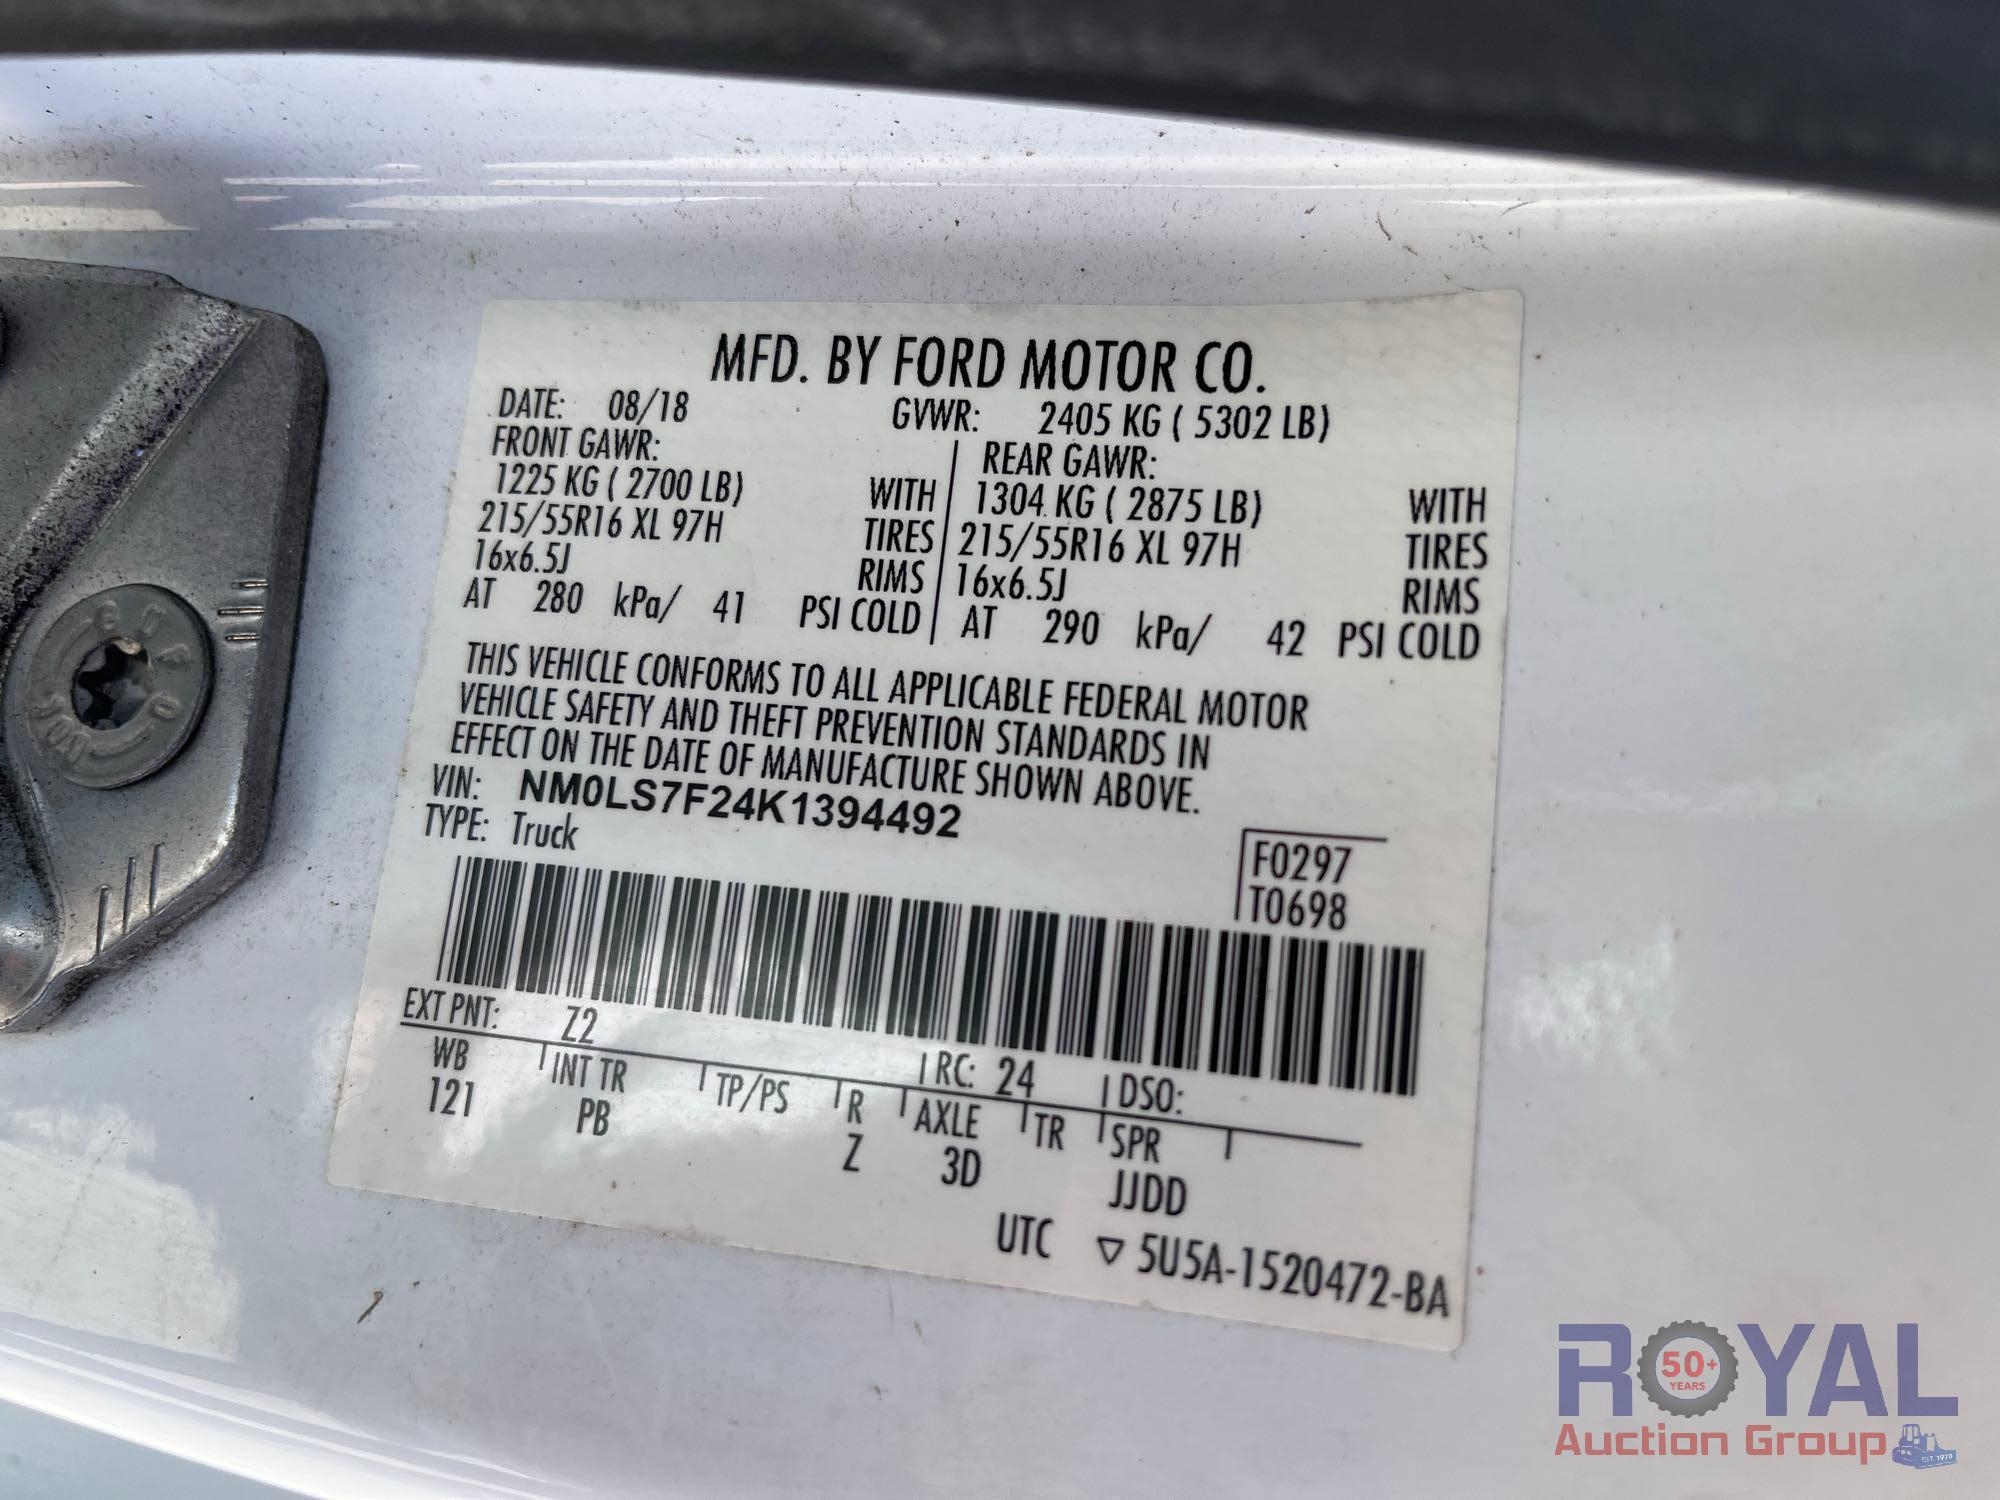 MFD. BY FORD MOTOR CO.
DATE: 08/18 GVWR: 2405 KG ( 5302 LB)
FRONT GAWR: REAR GAWR:
1225 KG ( 2700 LB) WITH 1304 KG ( 2875 LB) WITH
215/55R16 XL 97H TIRES 215/55R16 XL 97H TIRES
16x6.5J RIMS 16x6.5J RIMS
AT 280 kPa/ 41 PSI COLD AT 290 kPa/ 42 PSI COLD
THIS VEHICLE CONFORMS TO ALL APPLICABLE FEDERAL MOTOR
VEHICLE SAFETY AND THEFT PREVENTION STANDARDS IN
EFFECT ON THE DATE OF MANUFACTURE SHOWN ABOVE.
VIN: NM0LS7F24K1394492
TYPE: Truck
F0297
T0698
EXT PNT: Z2 RC: 24 DSO:
WB INT TR TP/PS R AXLE TR SPR
121 PB Z 3D JJDD
UTC ▽ 5U5A-1520472-BA
ROYAL
50+
YEARS
Auction Group
EST. 1970